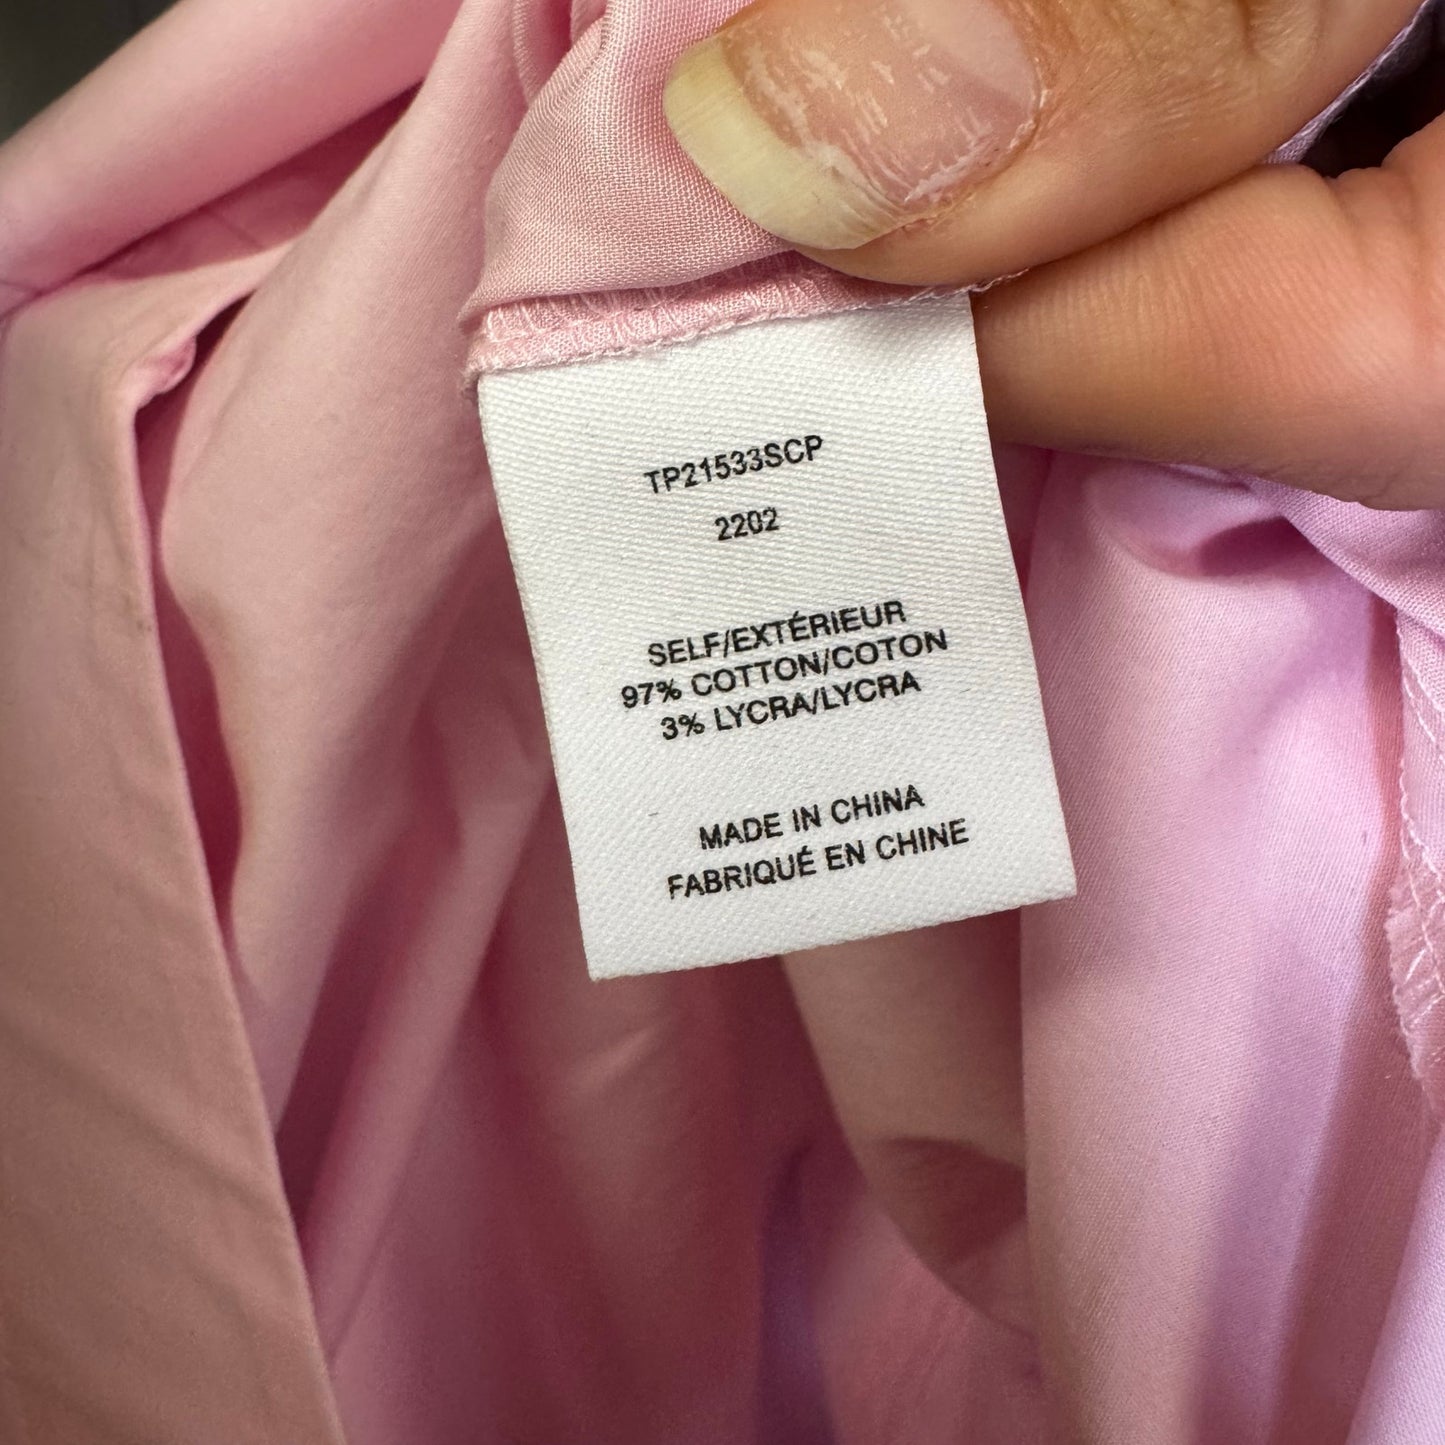 TP21533SCP
2202
SELF/EXTÉRIEUR
97% COTTON/COTON
3% LYCRA/LYCRA
MADE IN CHINA
FABRIQUÉ EN CHINE